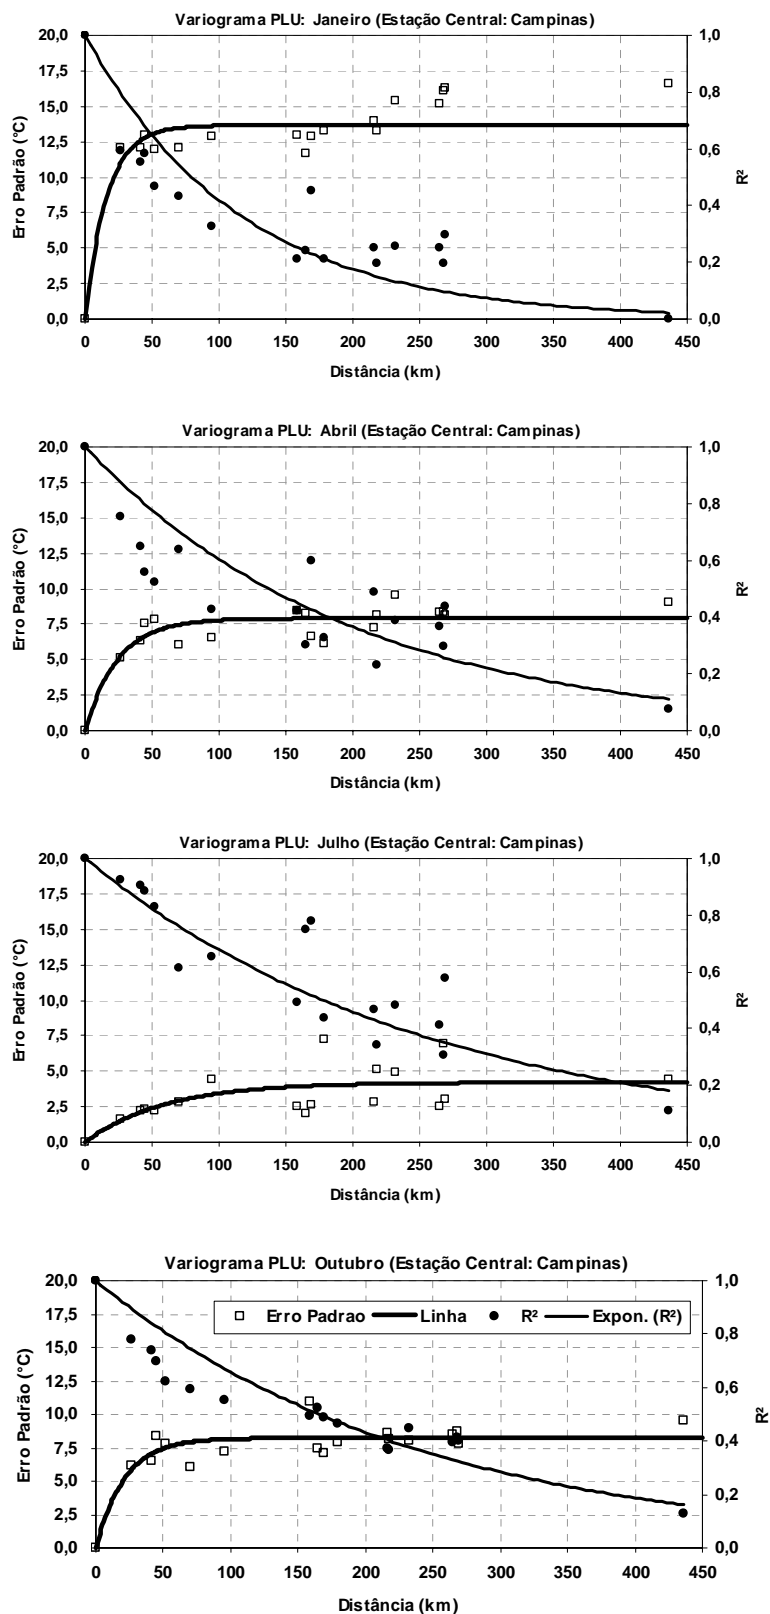 Variograma PLU: Janeiro (Estação Central: Campinas)
20,0
17,5
15,0
12,5
10,0
7,5
5,0
2,5
0,0
Erro Padrão (°C)
1,0
0,8
0,6
0,4
0,2
0,0
R²
0 50 100 150 200 250 300 350 400 450
Distância (km)
Variograma PLU: Abril (Estação Central: Campinas)
20,0
17,5
15,0
12,5
10,0
7,5
5,0
2,5
0,0
Erro Padrão (°C)
1,0
0,8
0,6
0,4
0,2
0,0
R²
0 50 100 150 200 250 300 350 400 450
Distância (km)
Variograma PLU: Julho (Estação Central: Campinas)
20,0
17,5
15,0
12,5
10,0
7,5
5,0
2,5
0,0
Erro Padrão (°C)
1,0
0,8
0,6
0,4
0,2
0,0
R²
0 50 100 150 200 250 300 350 400 450
Distância (km)
Variograma PLU: Outubro (Estação Central: Campinas)
Erro Padrao Linha R² Expon. (R²)
20,0
17,5
15,0
12,5
10,0
7,5
5,0
2,5
0,0
Erro Padrão (°C)
1,0
0,8
0,6
0,4
0,2
0,0
R²
0 50 100 150 200 250 300 350 400 450
Distância (km)